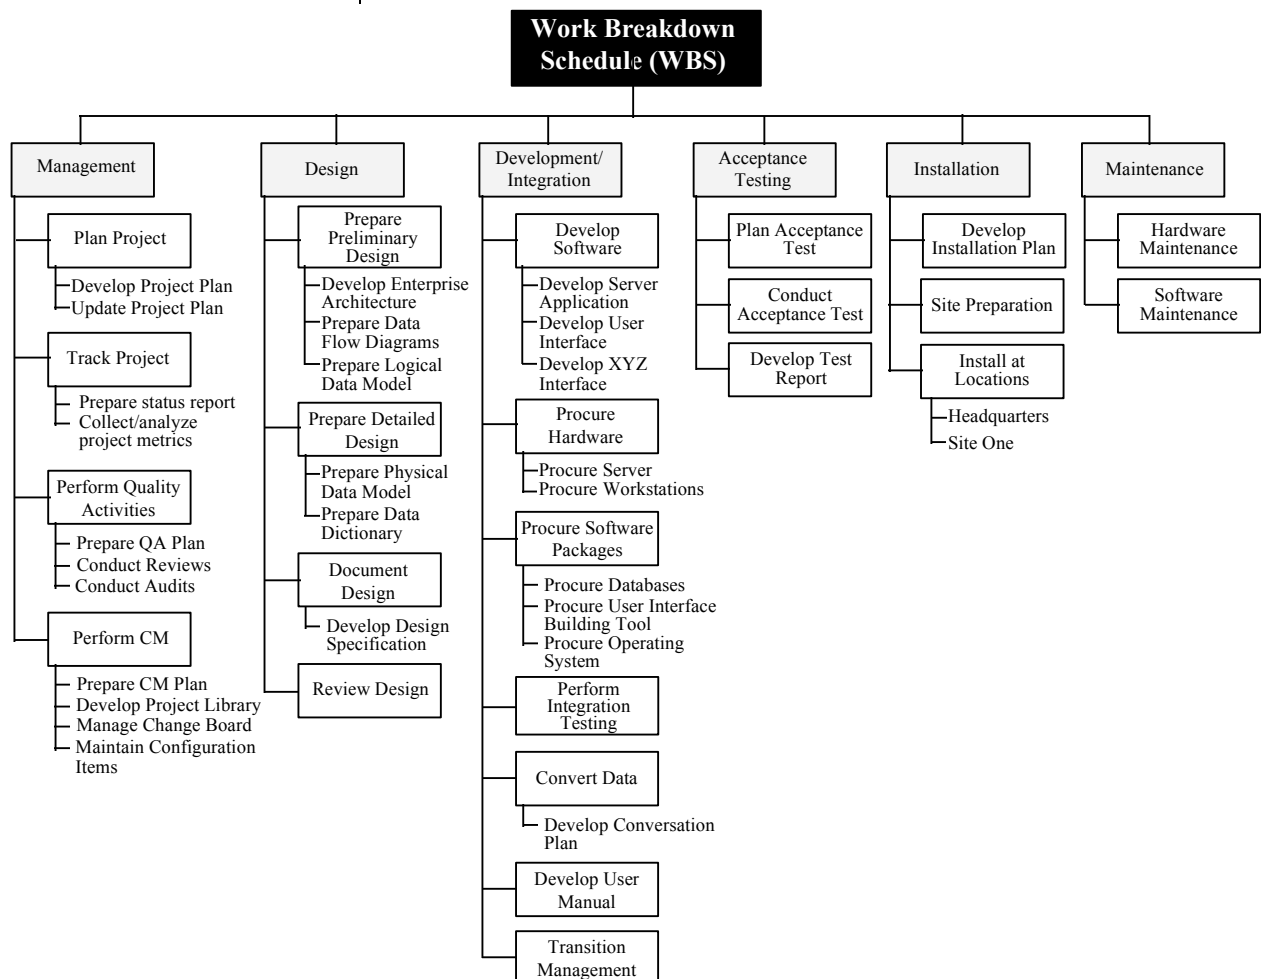 Work Breakdown
Schedule (WBS)
Management
Plan Project
Develop Project Plan
Update Project Plan
Track Project
Prepare status report
Collect/analyze
project metrics
Perform Quality
Activities
Prepare QA Plan
Conduct Reviews
Conduct Audits
Perform CM
Prepare CM Plan
Develop Project Library
Manage Change Board
Maintain Configuration
Items
Design
Prepare
Preliminary
Design
Develop Enterprise
Architecture
Prepare Data
Flow Diagrams
Prepare Logical
Data Model
Prepare Detailed
Design
Prepare Physical
Data Model
Prepare Data
Dictionary
Document
Design
Develop Design
Specification
Review Design
Development/
Integration
Develop
Software
Develop Server
Application
Develop User
Interface
Develop XYZ
Interface
Procure
Hardware
Procure Server
Procure Workstations
Procure Software
Packages
Procure Databases
Procure User Interface
Building Tool
Procure Operating
System
Perform
Integration
Testing
Convert Data
Develop Conversation
Plan
Develop User
Manual
Transition
Management
Acceptance
Testing
Plan Acceptance
Test
Conduct
Acceptance Test
Develop Test
Report
Installation
Develop
Installation Plan
Site Preparation
Install at
Locations
Headquarters
Site One
Maintenance
Hardware
Maintenance
Software
Maintenance